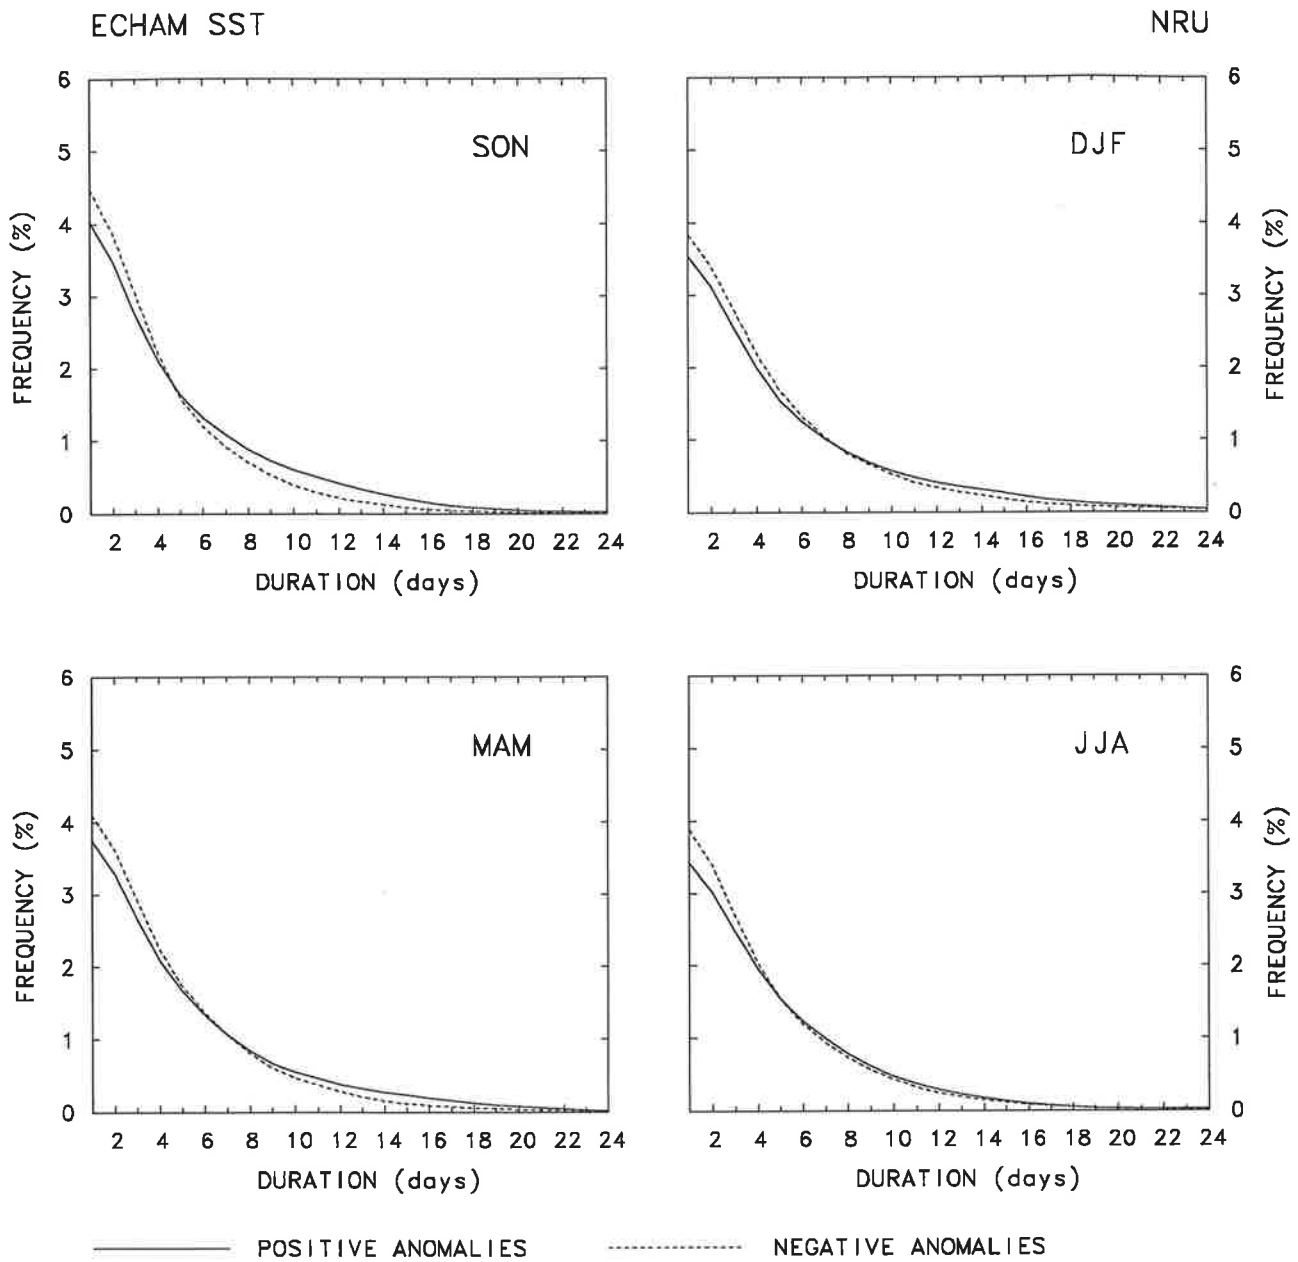 ECHAM SST NRU
6
5
4
3
2
1
0
FREQUENCY (%)
SON
2 4 6 8 10 12 14 16 18 20 22 24
DURATION (days)
DJF
6
5
4
3
2
1
0
FREQUENCY (%)
2 4 6 8 10 12 14 16 18 20 22 24
DURATION (days)
6
5
4
3
2
1
0
FREQUENCY (%)
MAM
2 4 6 8 10 12 14 16 18 20 22 24
DURATION (days)
JJA
6
5
4
3
2
1
0
FREQUENCY (%)
2 4 6 8 10 12 14 16 18 20 22 24
DURATION (days)
POSITIVE ANOMALIES NEGATIVE ANOMALIES